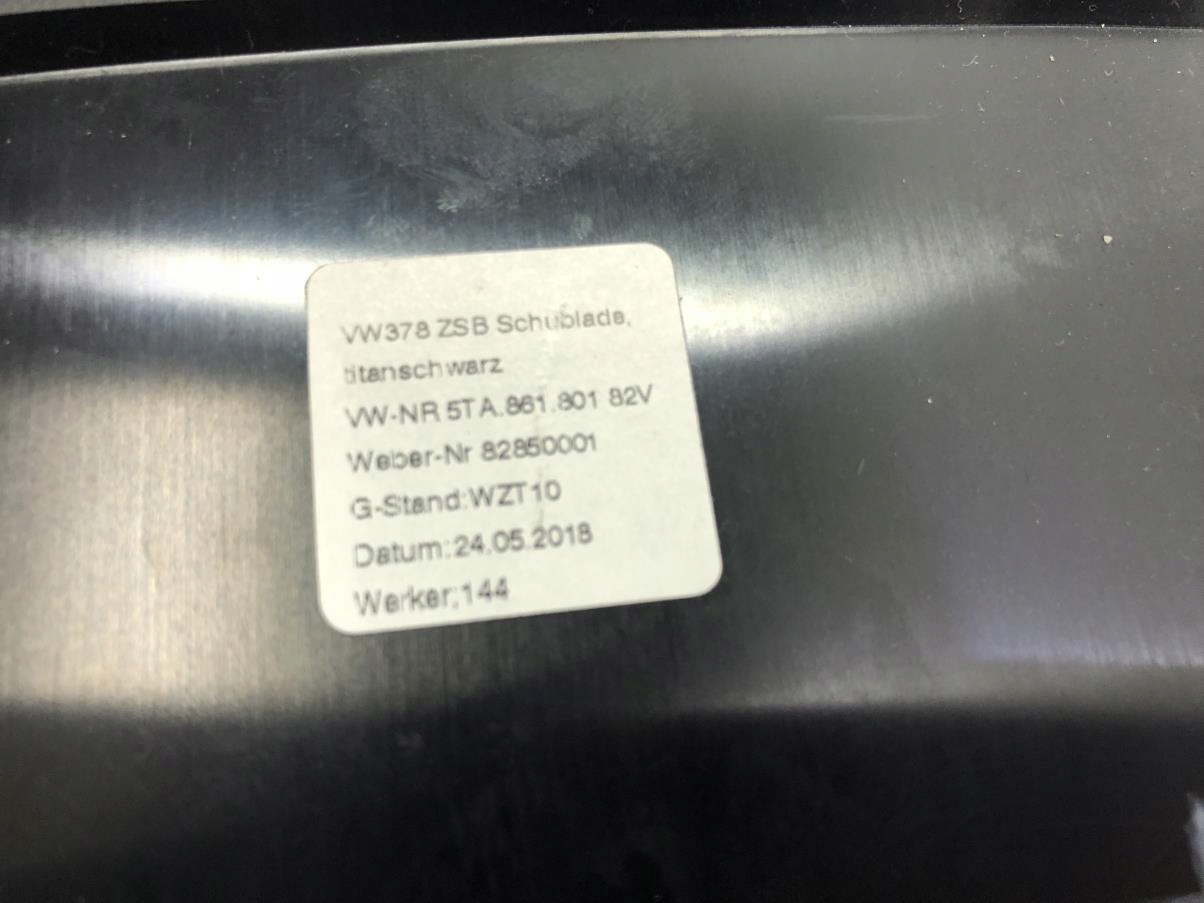 VW378 ZSB Schublade,
titanschwarz
VW-NR 5TA.861.801 82V
Weber-Nr 82850001
G-Stand:WZT10
Datum:24.05.2018
Werker:144